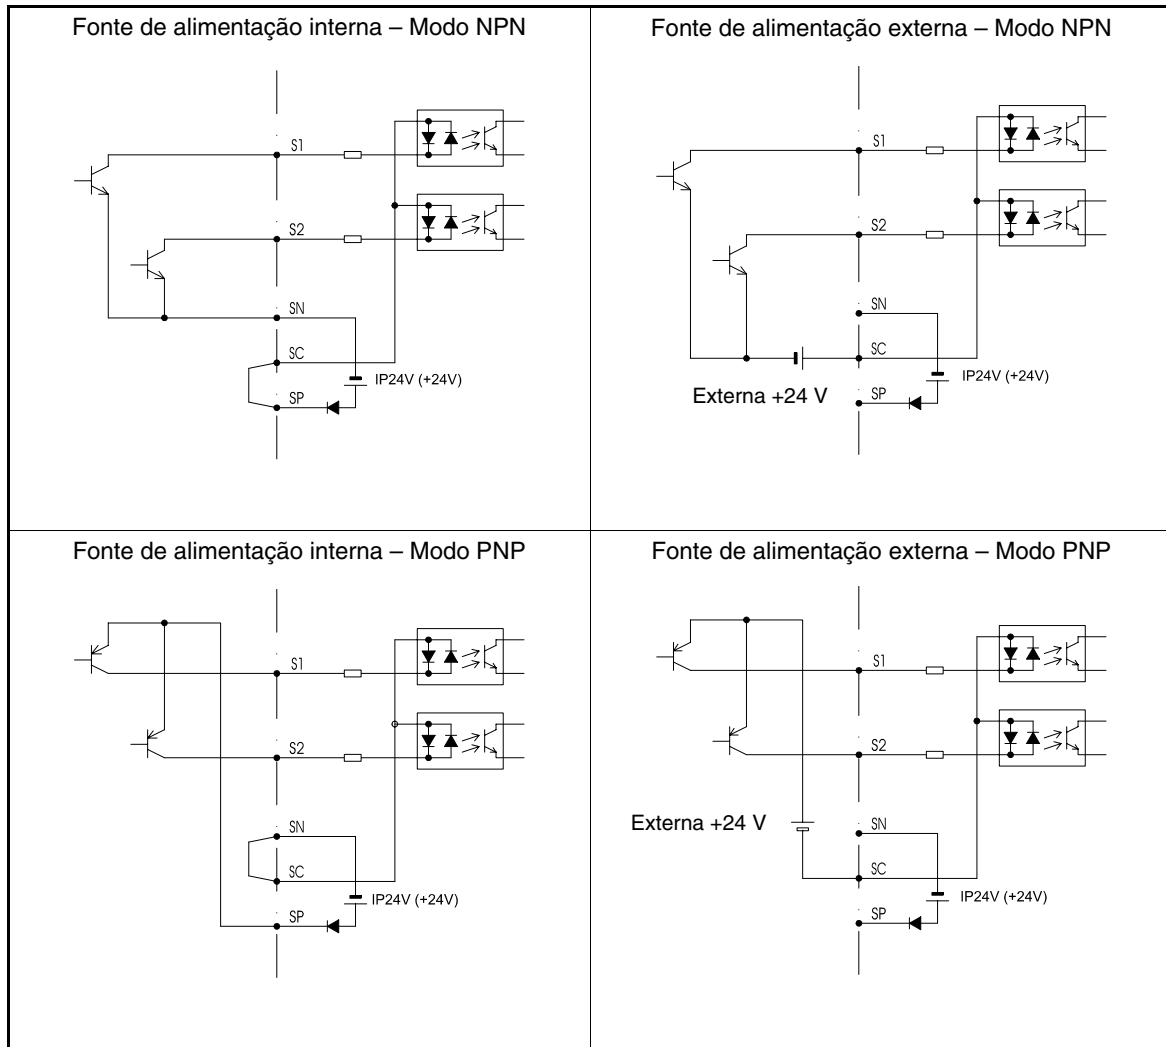 Fonte de alimentação interna – Modo NPN
S1
S2
SN
SC
IP24V (+24V)
SP
Fonte de alimentação externa – Modo NPN
S1
S2
SN
SC
IP24V (+24V)
Externa +24 V
SP
Fonte de alimentação interna – Modo PNP
S1
S2
SN
SC
IP24V (+24V)
SP
Fonte de alimentação externa – Modo PNP
S1
S2
Externa +24 V
SN
SC
IP24V (+24V)
SP